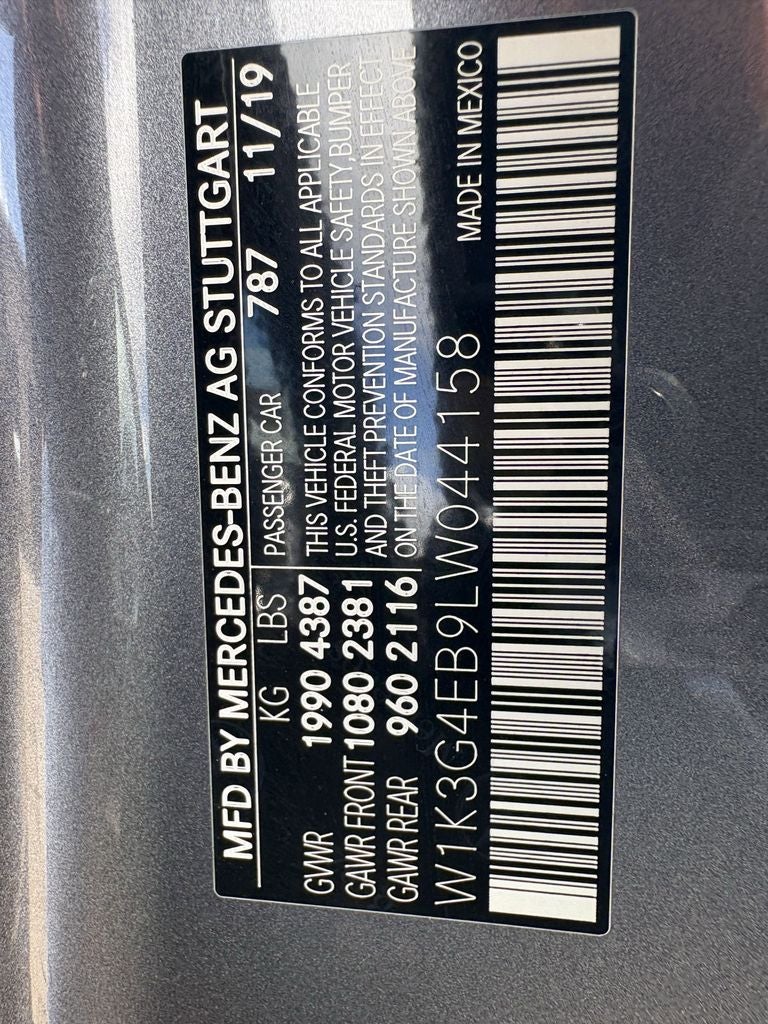 MFD BY MERCEDES-BENZ AG STUTTGART
KG LBS PASSENGER CAR 787 11/19
GVWR 1990 4387 THIS VEHICLE CONFORMS TO ALL APPLICABLE
GAWR FRONT 1080 2381 U.S. FEDERAL MOTOR VEHICLE SAFETY, BUMPER
GAWR REAR 960 2116 AND THEFT PREVENTION STANDARDS IN EFFECT
ON THE DATE OF MANUFACTURE SHOWN ABOVE
W1K3G4EB9LW044158 MADE IN MEXICO